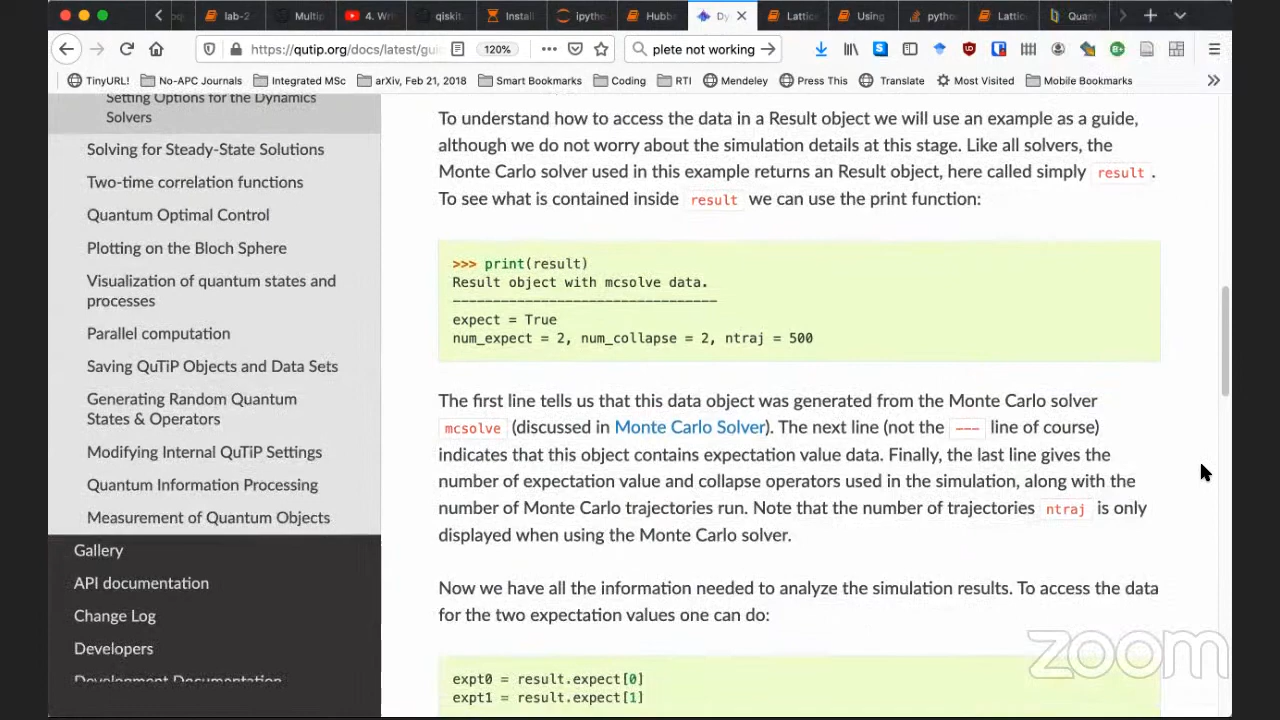 lab-2
Multip
4. Wri
qiskit.
Install
ipytho
Hubba
Dy
Lattice
Using
python
Lattic
Quan
https://qutip.org/docs/latest/gui
120%
plete not working
TinyURL!
No-APC Journals
Integrated MSc
arXiv, Feb 21, 2018
Smart Bookmarks
Coding
RTI
Mendeley
Press This
Translate
Most Visited
Mobile Bookmarks
Setting Options for the Dynamics
Solvers
Solving for Steady-State Solutions
Two-time correlation functions
Quantum Optimal Control
Plotting on the Bloch Sphere
Visualization of quantum states and
processes
Parallel computation
Saving QuTiP Objects and Data Sets
Generating Random Quantum
States & Operators
Modifying Internal QuTiP Settings
Quantum Information Processing
Measurement of Quantum Objects
Gallery
API documentation
Change Log
Developers
Development Documentation
To understand how to access the data in a Result object we will use an example as a guide,
although we do not worry about the simulation details at this stage. Like all solvers, the
Monte Carlo solver used in this example returns an Result object, here called simply result .
To see what is contained inside result we can use the print function:
>>> print(result)
Result object with mcsolve data.
---------------------------------
expect = True
num_expect = 2, num_collapse = 2, ntraj = 500
The first line tells us that this data object was generated from the Monte Carlo solver
mcsolve (discussed in Monte Carlo Solver). The next line (not the --- line of course)
indicates that this object contains expectation value data. Finally, the last line gives the
number of expectation value and collapse operators used in the simulation, along with the
number of Monte Carlo trajectories run. Note that the number of trajectories ntraj is only
displayed when using the Monte Carlo solver.
Now we have all the information needed to analyze the simulation results. To access the data
for the two expectation values one can do:
expt0 = result.expect[0]
expt1 = result.expect[1]
zoom